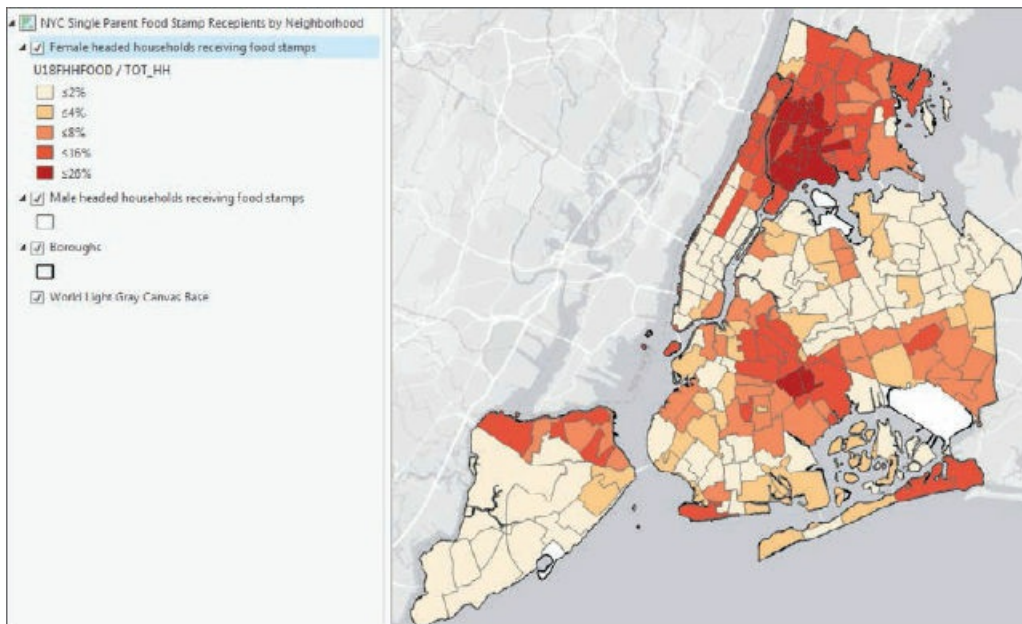 NYC Single Parent Food Stamp Recepients by Neighborhood
Female headed households receiving food stamps
U18FHHFOOD / TOT_HH
≤2%
≤4%
≤8%
≤16%
≤26%
Male headed households receiving food stamps
Boroughs
World Light Gray Canvas Base